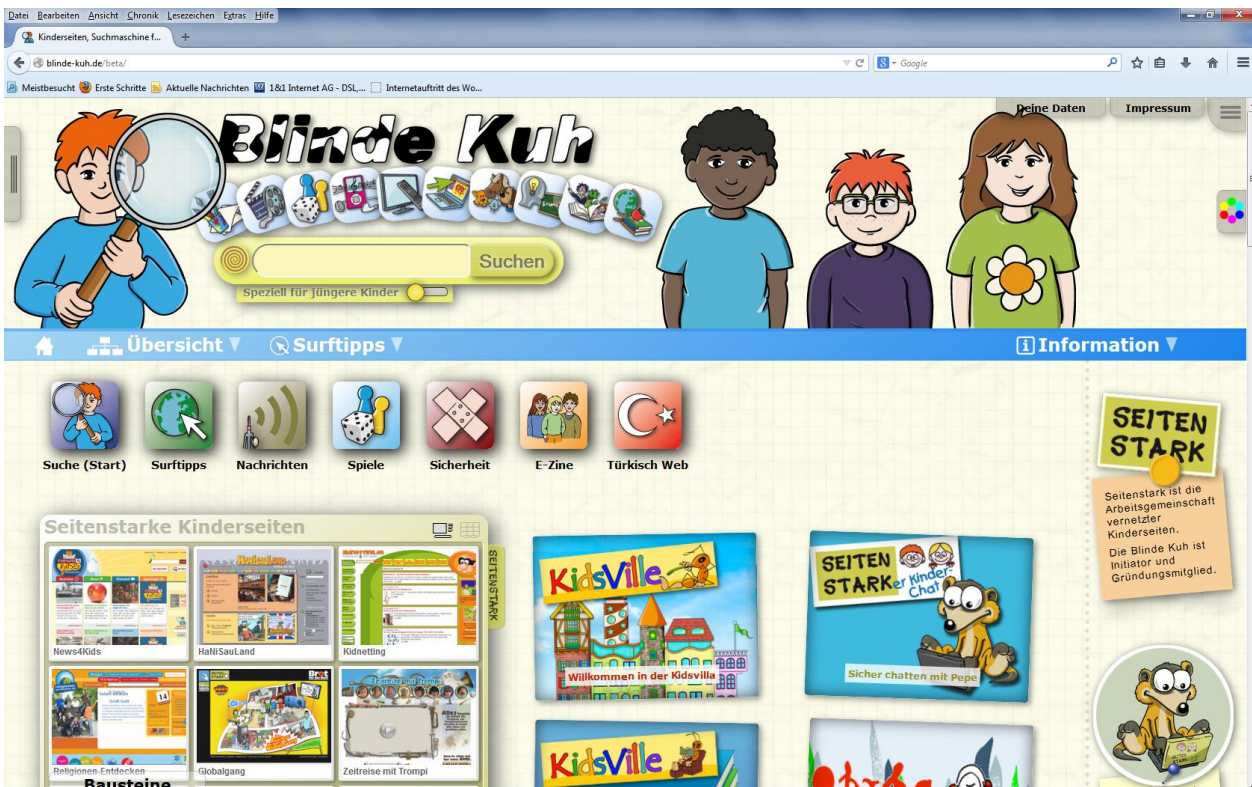 Datei Bearbeiten Ansicht Chronik Lesezeichen Extras Hilfe
Kinderseiten, Suchmaschine f...
blinde-kuh.de/beta/
Google
Meistbesucht Erste Schritte Aktuelle Nachrichten 1&1 Internet AG - DSL,... Internetauftritt des Wo...
Deine Daten Impressum
Blinde Kuh
Suchen
Speziell für jüngere Kinder
Übersicht Surftipps Information
Suche (Start) Surftipps Nachrichten Spiele Sicherheit E-Zine Türkisch Web
SEITEN
STARK
Seitenstark ist die
Arbeitsgemeinschaft
vernetzter
Kinderseiten.
Die Blinde Kuh ist
Initiator und
Gründungsmitglied.
Seitenstarke Kinderseiten
SEITENSTARK
News4Kids HaNiSauLand Kidnetting
Religionen-Entdecken Globalgang Zeitreise mit Trompi
Bausteine
KidsVille
Willkommen in der Kidsvilla
SEITEN
STARKer Kinder-
Chat
Sicher chatten mit Pepe
KidsVille